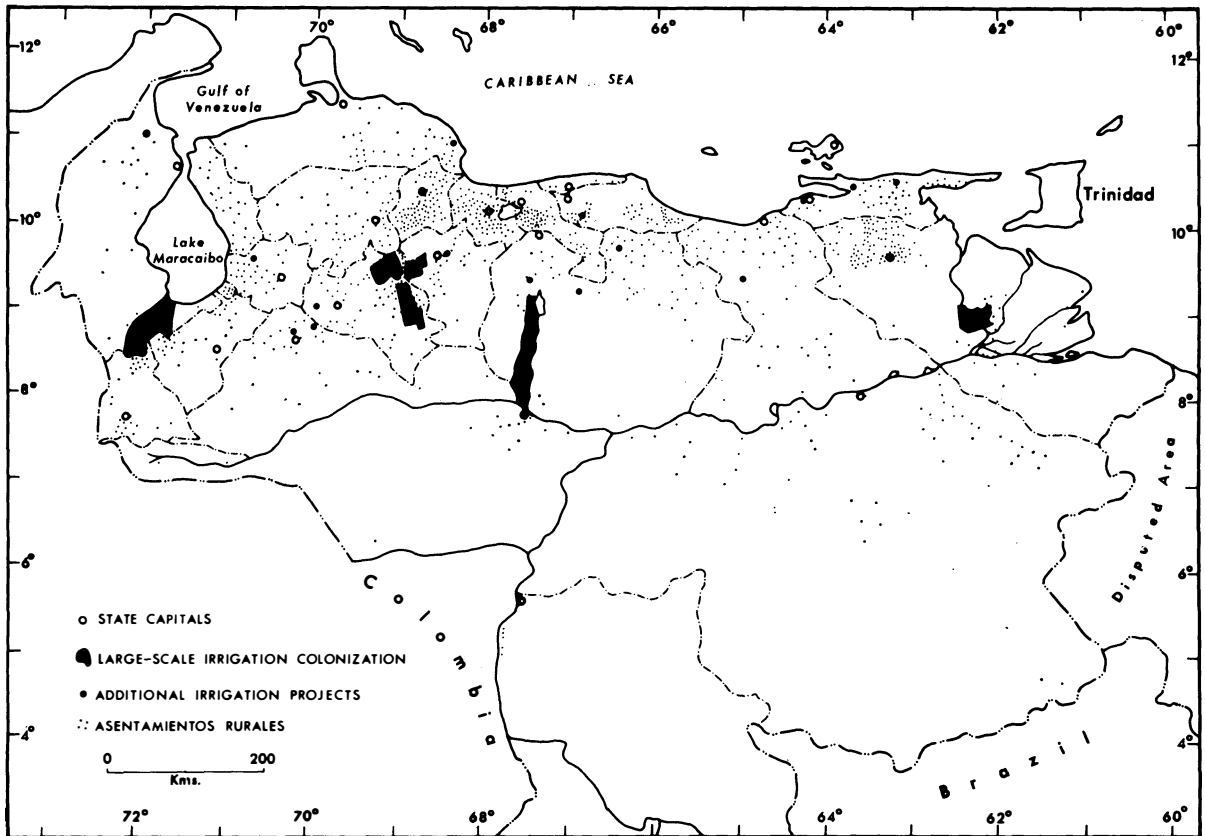 70° 68° 66° 64° 62° 60°
12° 12°
CARIBBEAN SEA
Gulf of
Venezuela
Trinidad
10° 10°
Lake
Maracaibo
8° 8°
Disputed Area
6° 6°
Colombia
STATE CAPITALS
LARGE-SCALE IRRIGATION COLONIZATION
ADDITIONAL IRRIGATION PROJECTS
ASENTAMIENTOS RURALES
4° 4°
0 200
Kms.
Brazil
72° 70° 68° 66° 64° 62° 60°